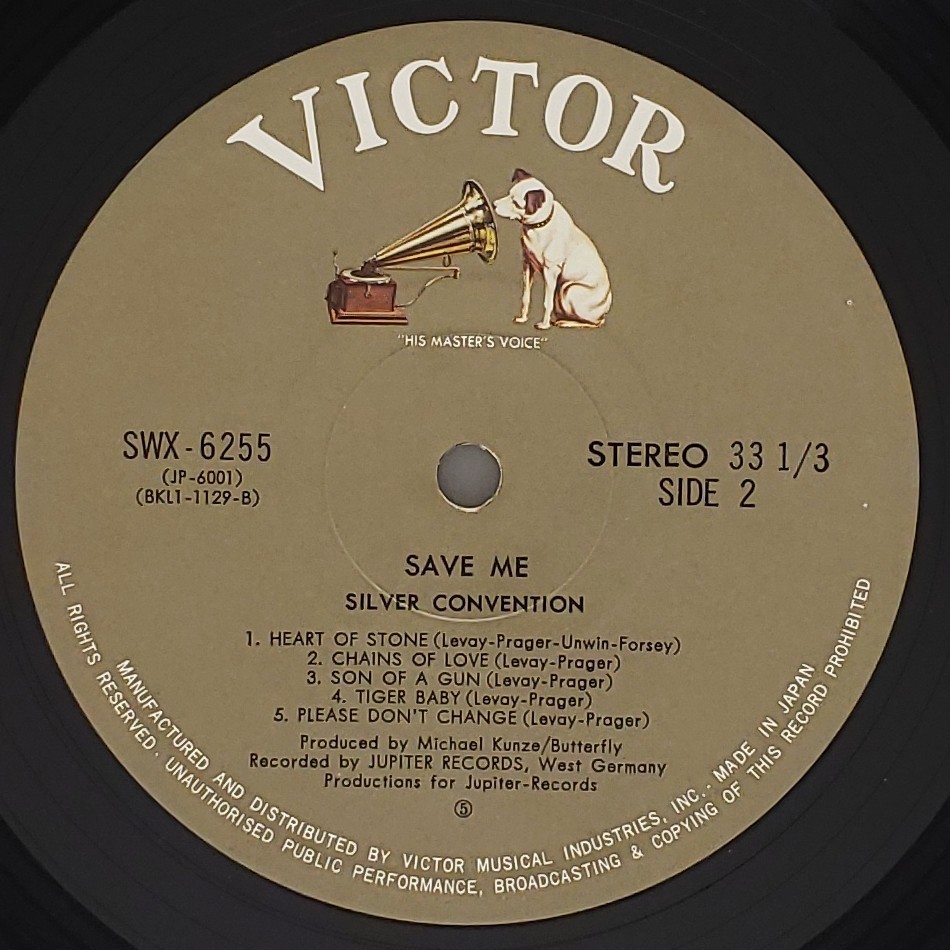 VICTOR
"HIS MASTER'S VOICE"
SWX-6255
(JP-6001)
(BKL1-1129-B)
STEREO 33 1/3
SIDE 2
SAVE ME
SILVER CONVENTION
1. HEART OF STONE (Levay-Prager-Unwin-Forsey)
2. CHAINS OF LOVE (Levay-Prager)
3. SON OF A GUN (Levay-Prager)
4. TIGER BABY (Levay-Prager)
5. PLEASE DON'T CHANGE (Levay-Prager)
Produced by Michael Kunze/Butterfly
Recorded by JUPITER RECORDS, West Germany
Productions for Jupiter-Records
⑤
MANUFACTURED AND DISTRIBUTED BY VICTOR MUSICAL INDUSTRIES, INC.· MADE IN JAPAN
ALL RIGHTS RESERVED· UNAUTHORISED PUBLIC PERFORMANCE, BROADCASTING & COPYING OF THIS RECORD PROHIBITED